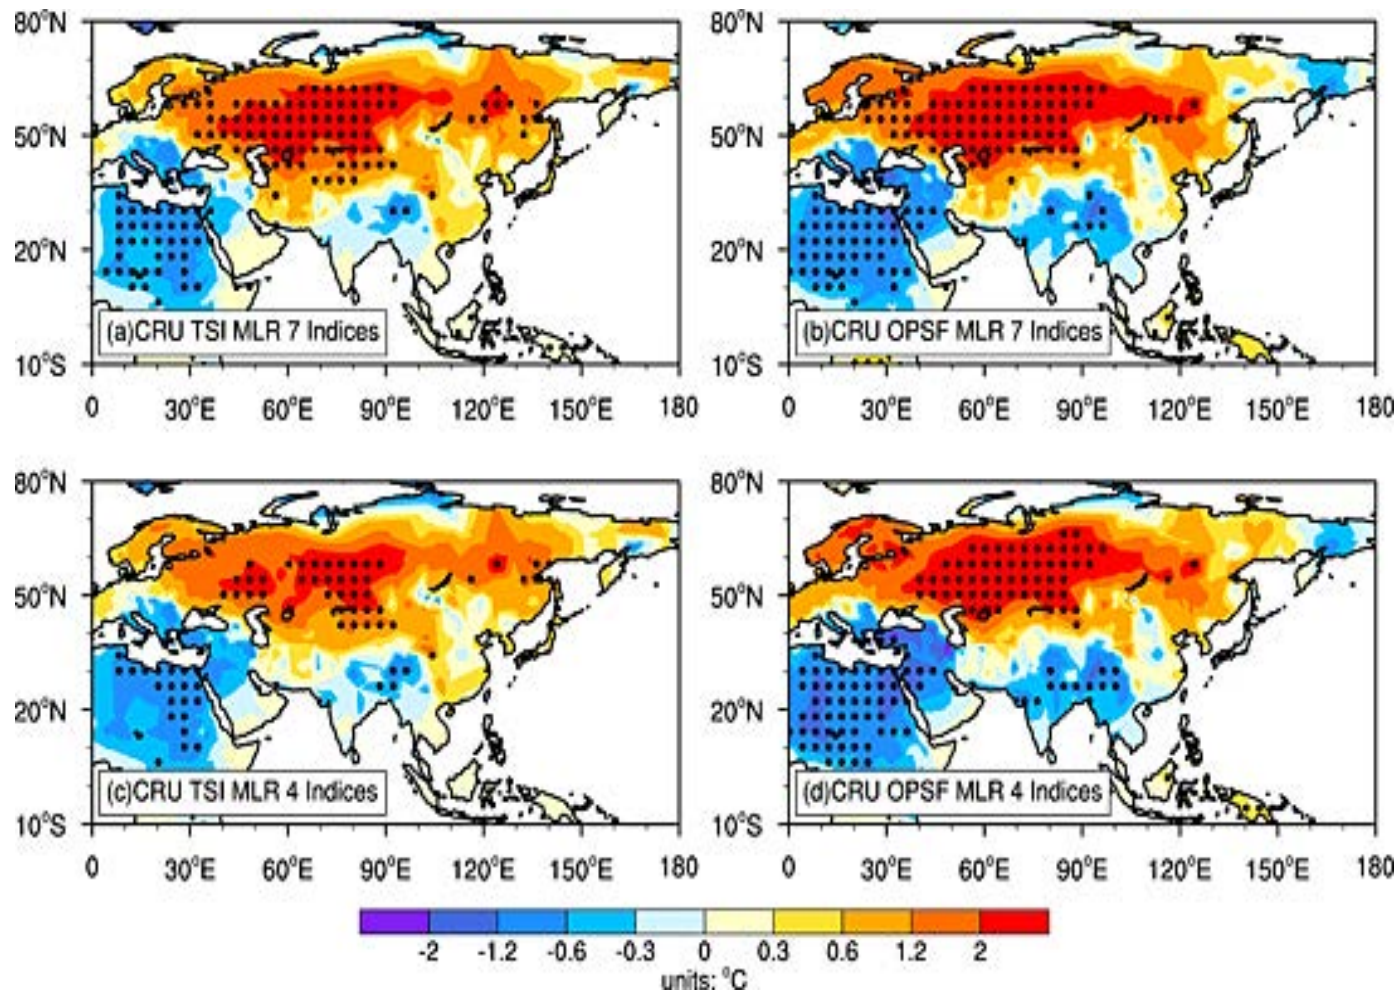 80°N
50°N
20°N
10°S
(a)CRU TSI MLR 7 Indices
0 30°E 60°E 90°E 120°E 150°E 180
80°N
50°N
20°N
10°S
(b)CRU OPSF MLR 7 Indices
0 30°E 60°E 90°E 120°E 150°E 180
80°N
50°N
20°N
10°S
(c)CRU TSI MLR 4 Indices
0 30°E 60°E 90°E 120°E 150°E 180
80°N
50°N
20°N
10°S
(d)CRU OPSF MLR 4 Indices
0 30°E 60°E 90°E 120°E 150°E 180
-2 -1.2 -0.6 -0.3 0 0.3 0.6 1.2 2
units: °C